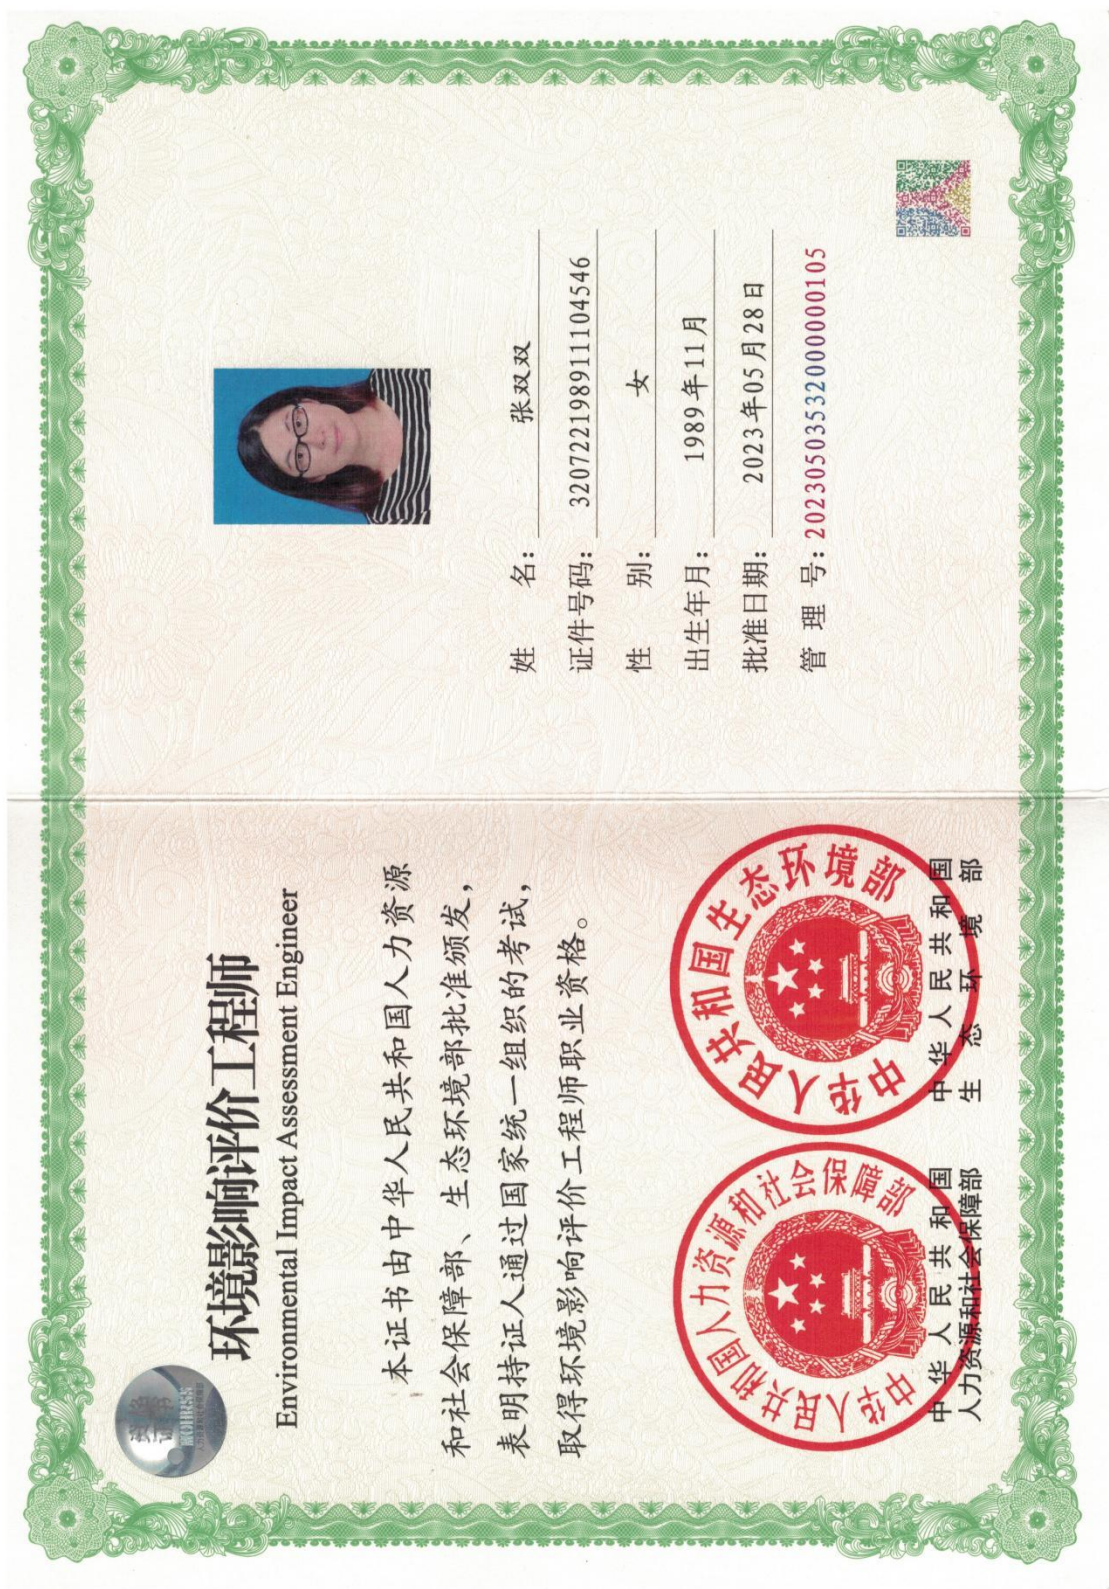 环境影响评价工程师
Environmental Impact Assessment Engineer
本证书由中华人民共和国人力资源
和社会保障部、生态环境部批准颁发,
表明持证人通过国家统一组织的考试,
取得环境影响评价工程师职业资格。
中华人民共和国人力资源和社会保障部
中华人民共和国
人力资源和社会保障部
中华人民共和国生态环境部
中华人民共和国
生态环境部
姓 名: 张双双
证件号码: 320722198911104546
性 别: 女
出生年月: 1989年11月
批准日期: 2023年05月28日
管 理 号: 20230503532000000105